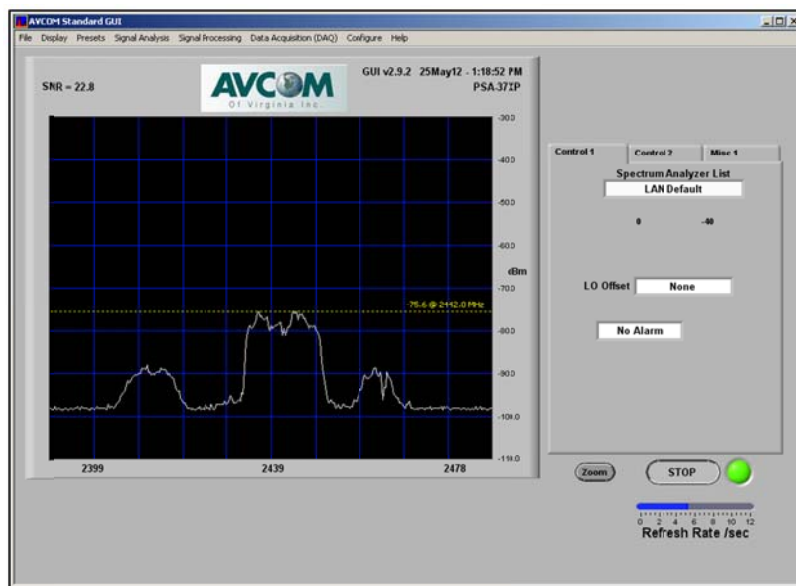 AVCOM Standard GUI
File Display Presets Signal Analysis Signal Processing Data Acquisition (DAQ) Configure Help
SNR = 22.8
AVCOM
Of Virginia Inc.
GUI v2.9.2 25May12 - 1:18:52 PM
PSA-37XP
-30.0
-40.0
-50.0
-60.0
dBm
-70.0
-75.6 @ 2442.0 MHz
-80.0
-90.0
-100.0
2399 2439 2478
Control 1 Control 2 Misc 1
Spectrum Analyzer List
LAN Default
0 -40
LO Offset None
No Alarm
Zoom STOP
0 2 4 6 8 10 12
Refresh Rate /sec